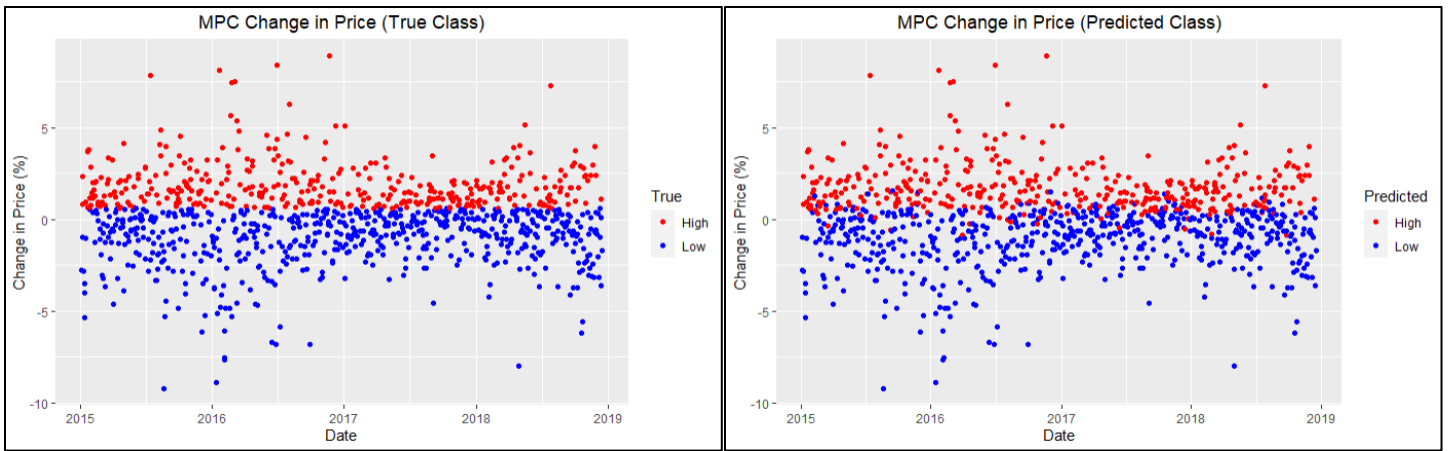 MPC Change in Price (True Class)
Change in Price (%)
5
0
-5
-10
2015 2016 2017 2018 2019
Date
True
High
Low
MPC Change in Price (Predicted Class)
Change in Price (%)
5
0
-5
-10
2015 2016 2017 2018 2019
Date
Predicted
High
Low